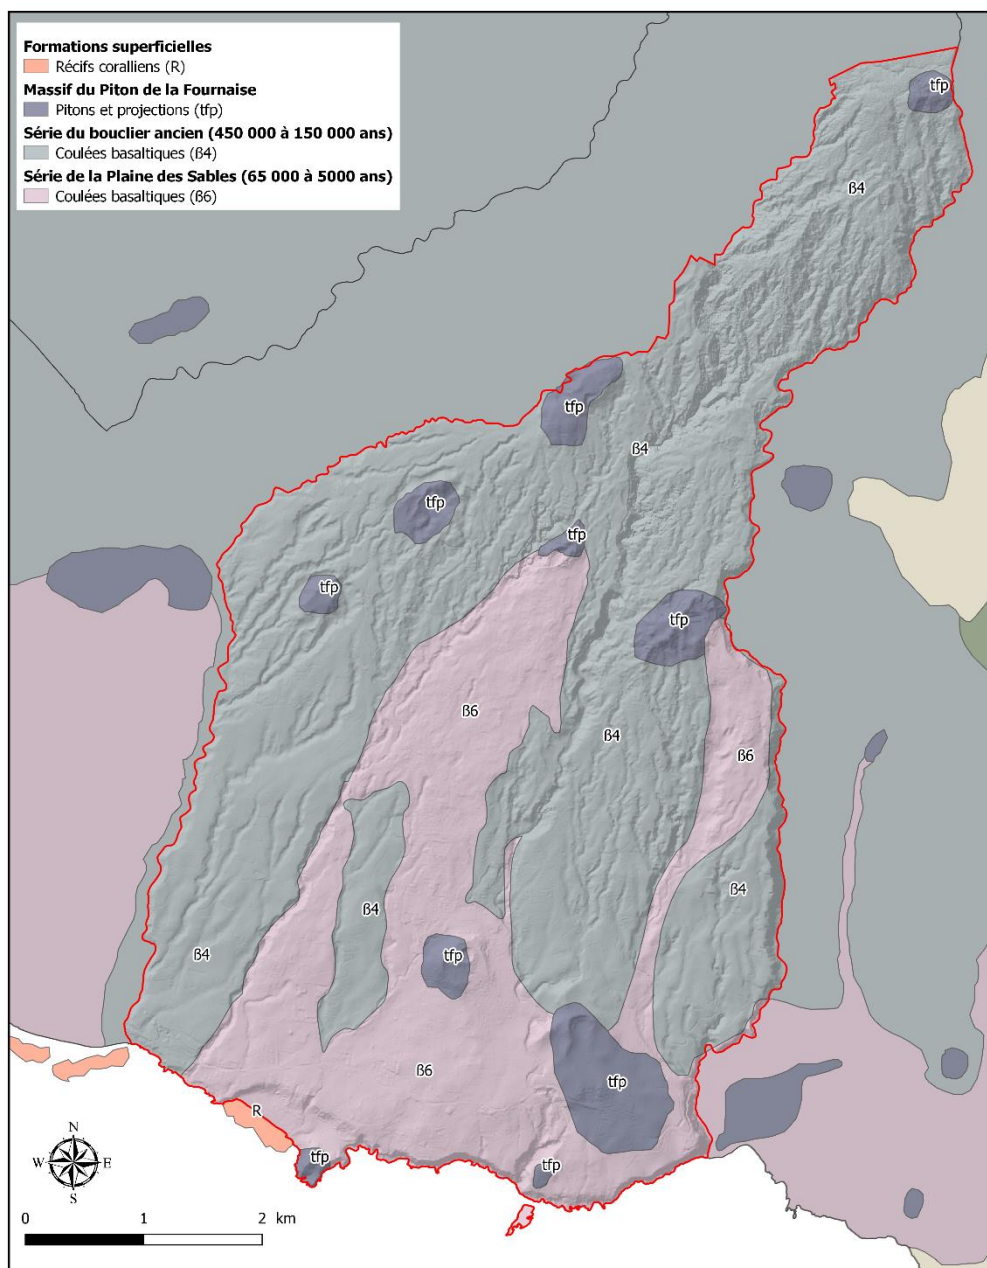 Formations superficielles
Récifs coralliens (R)
Massif du Piton de la Fournaise
Pitons et projections (tfp)
Série du bouclier ancien (450 000 à 150 000 ans)
Coulées basaltiques (ß4)
Série de la Plaine des Sables (65 000 à 5000 ans)
Coulées basaltiques (ß6)
tfp
ß4
tfp
ß4
tfp
tfp
tfp
tfp
ß6
ß4
ß6
ß4
ß4
ß4
tfp
ß6
tfp
R
tfp
tfp
N
W E
S
0 1 2 km